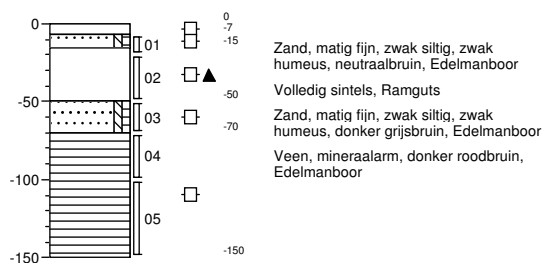 0
-50
-100
-150
01
02
03
04
05
0
-7
-15
-50
-70
-150
Zand, matig fijn, zwak siltig, zwak
humeus, neutraalbruin, Edelmanboor
Volledig sintels, Ramguts
Zand, matig fijn, zwak siltig, zwak
humeus, donker grijsbruin, Edelmanboor
Veen, mineraalarm, donker roodbruin,
Edelmanboor